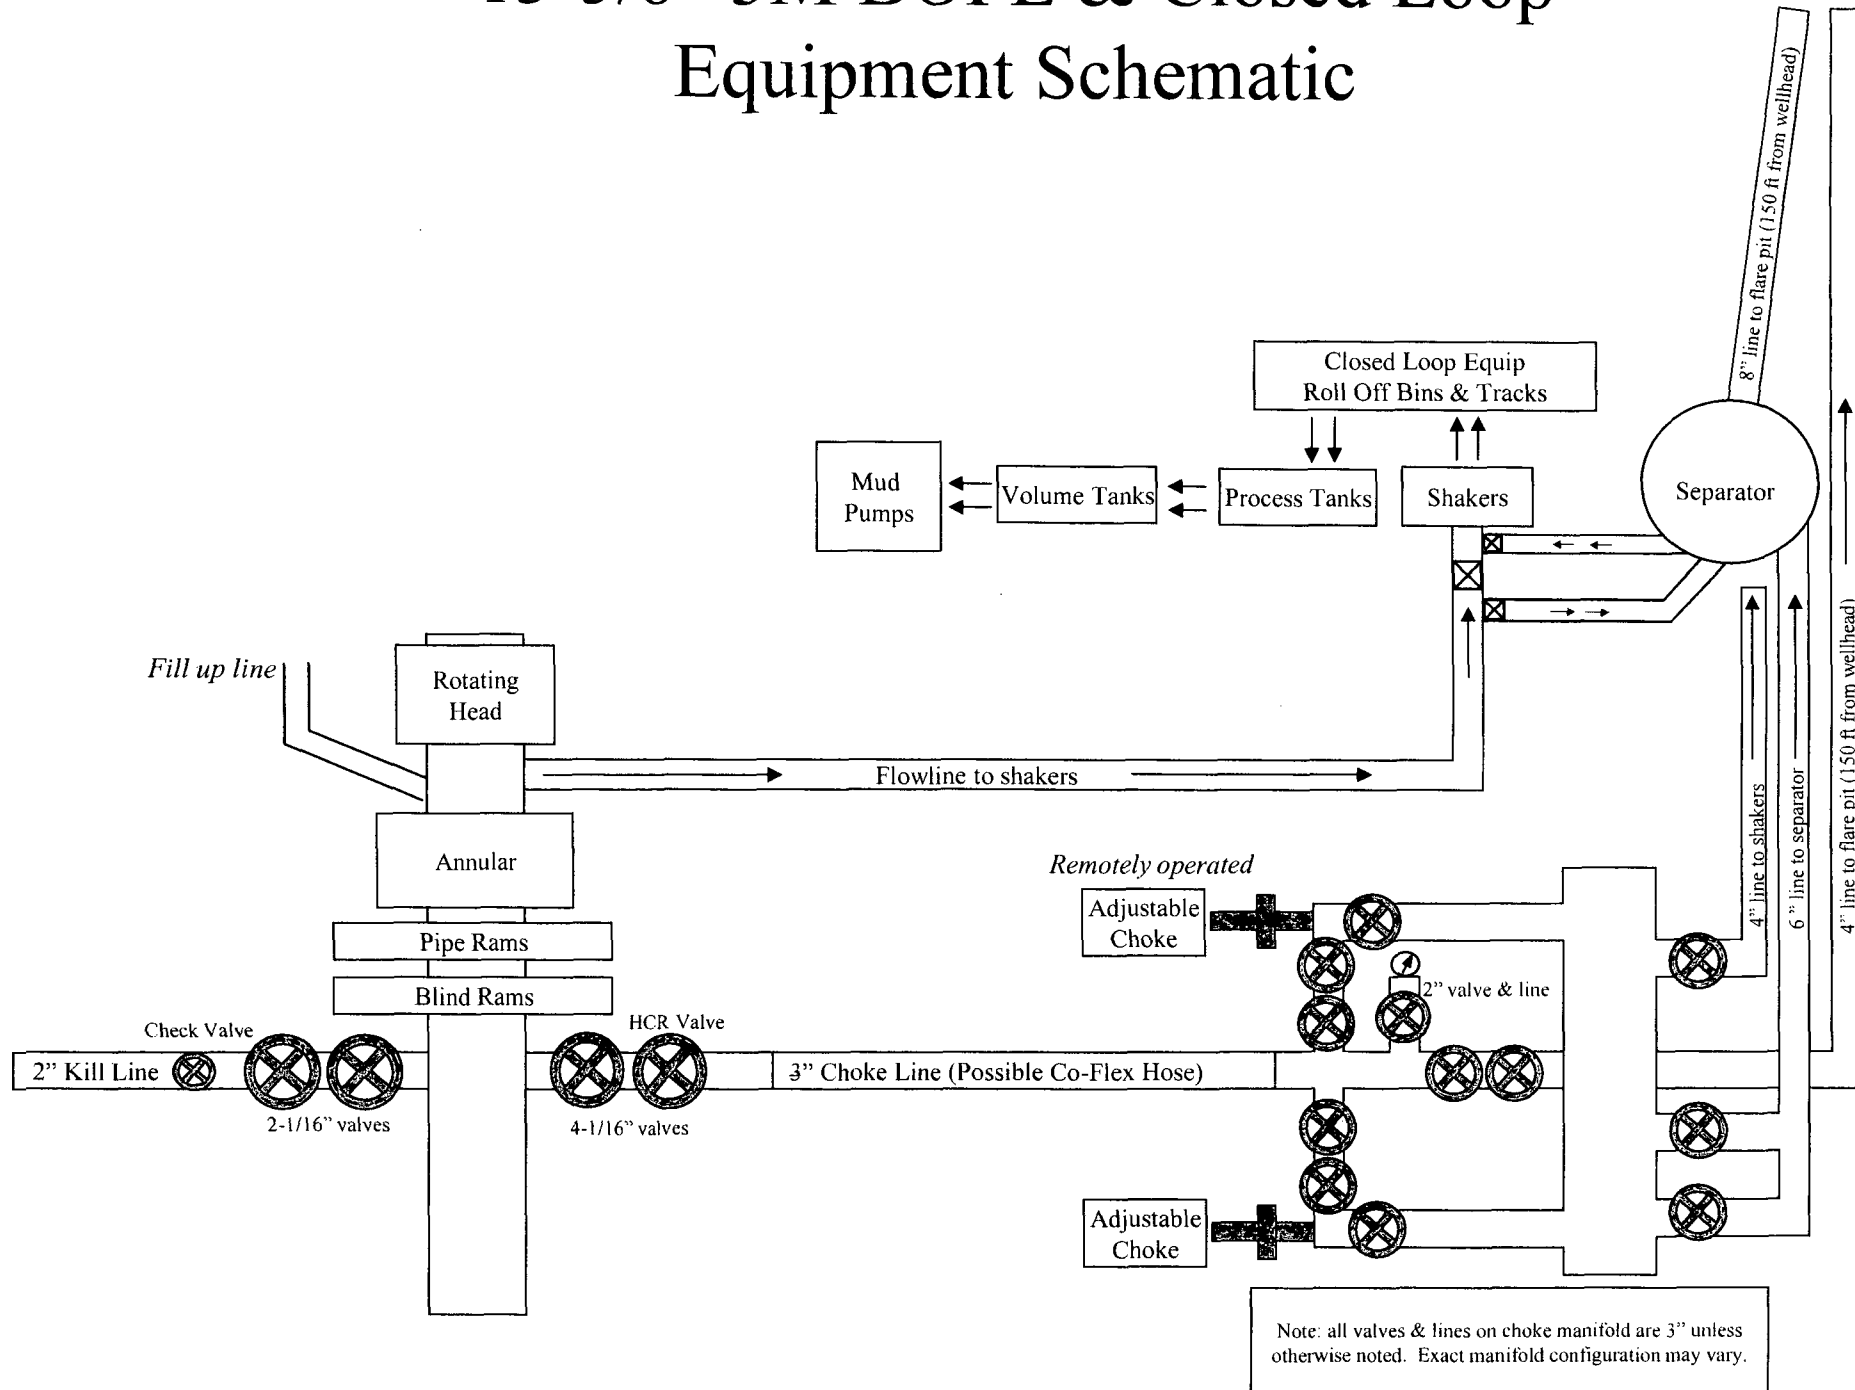 Equipment Schematic
8” line to flare pit (150 ft from wellhead)
Closed Loop Equip
Roll Off Bins & Tracks
Mud
Pumps
Volume Tanks
Process Tanks
Shakers
Separator
Fill up line
Rotating
Head
Flowline to shakers
Annular
Pipe Rams
Blind Rams
Remotely operated
Adjustable
Choke
2” valve & line
4” line to shakers
6” line to separator
4” line to flare pit (150 ft from wellhead)
Check Valve
HCR Valve
2” Kill Line
3” Choke Line (Possible Co-Flex Hose)
2-1/16” valves
4-1/16” valves
Adjustable
Choke
Note: all valves & lines on choke manifold are 3” unless
otherwise noted. Exact manifold configuration may vary.